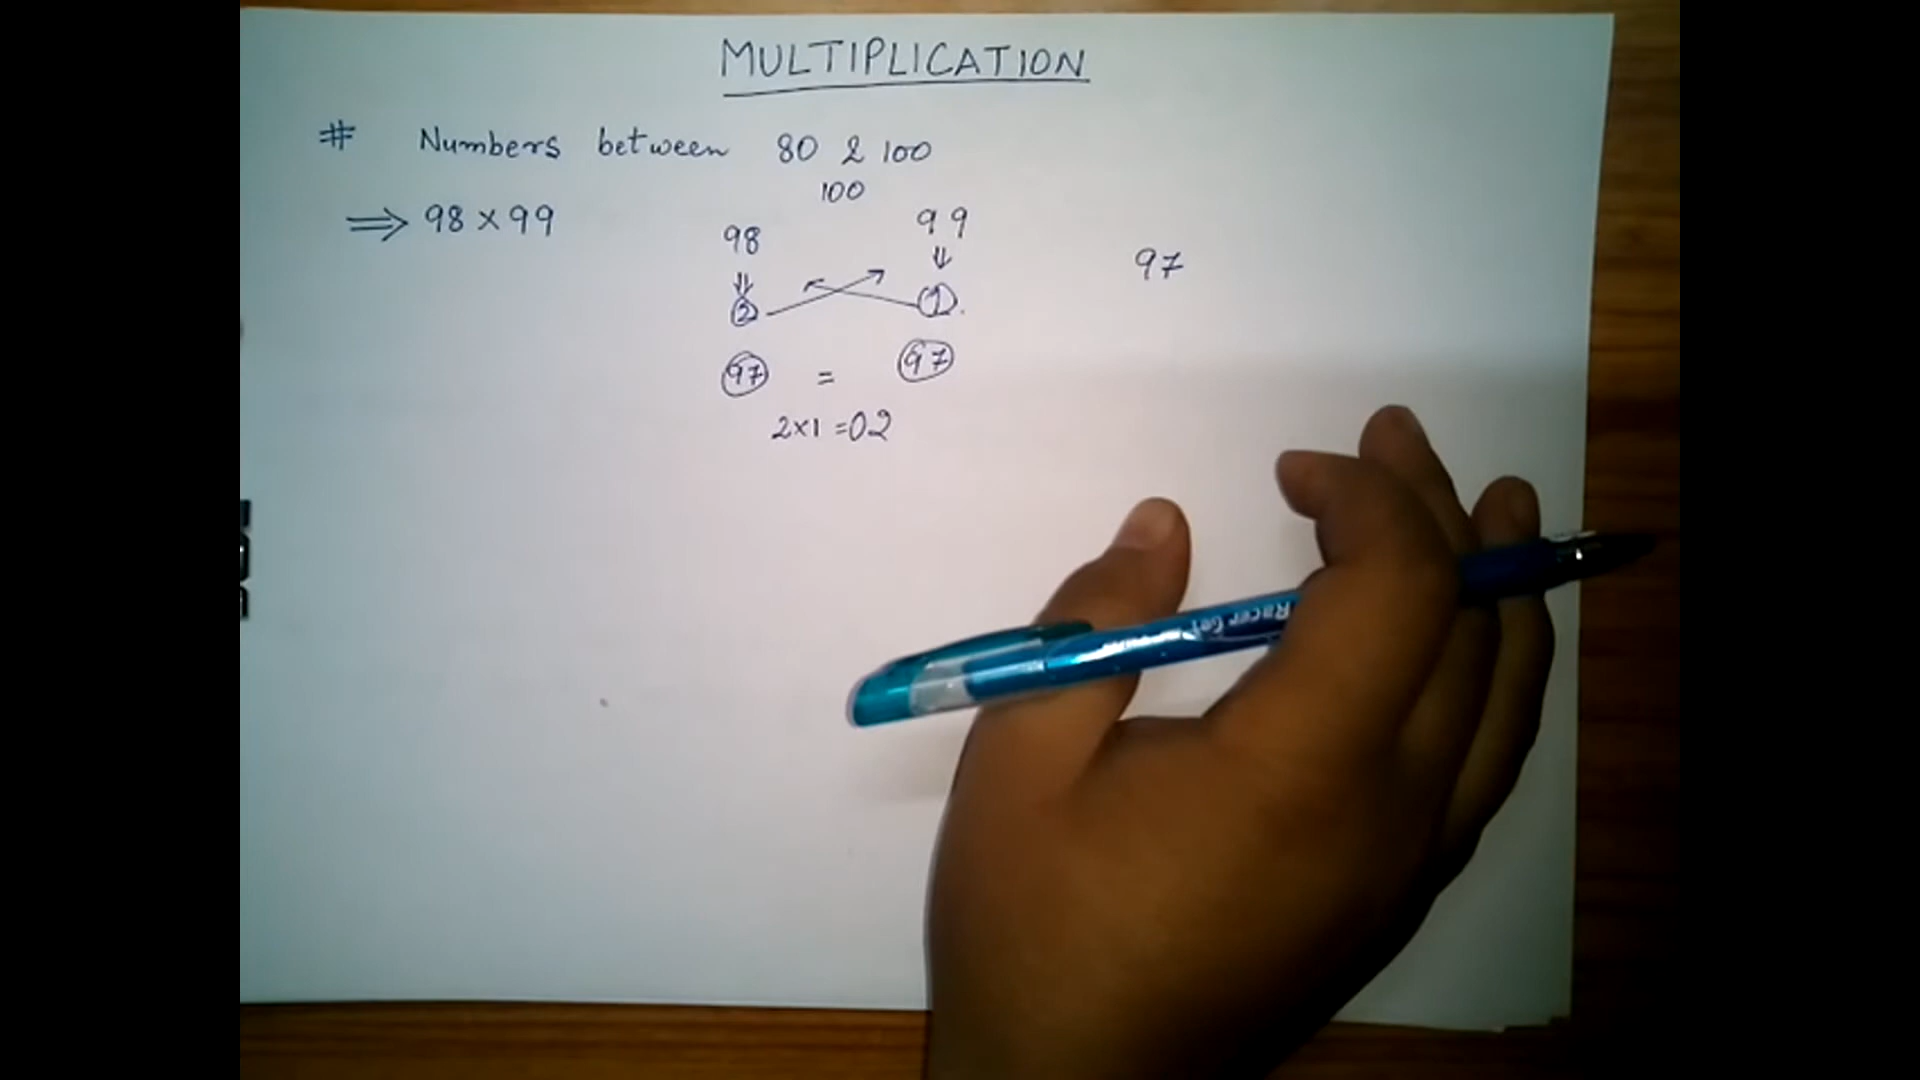 MULTIPLICATION
# Numbers between 80 & 100
100
⇒ 98 × 99
98 99
97
2 1
97 = 97
2×1 =02
Racer Gel